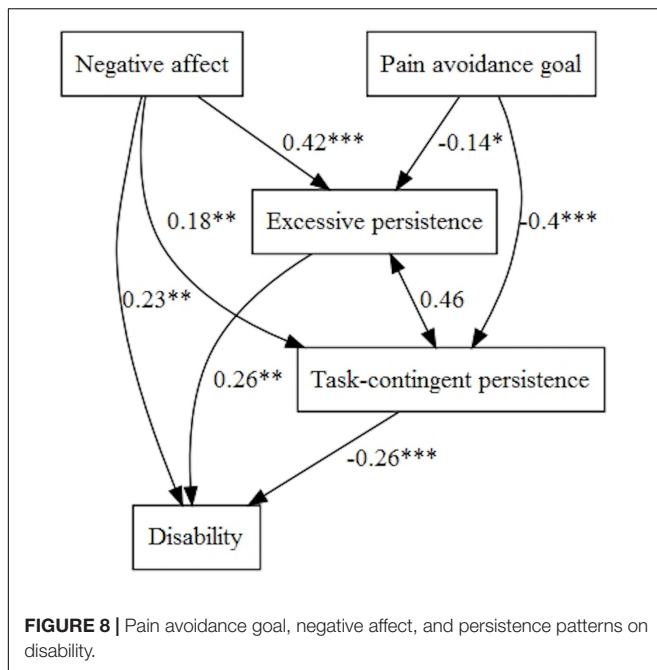 Negative affect
Pain avoidance goal
0.42***
-0.14*
Excessive persistence
0.18**
-0.4***
0.23**
0.46
0.26**
Task-contingent persistence
-0.26***
Disability
FIGURE 8 | Pain avoidance goal, negative affect, and persistence patterns on
disability.